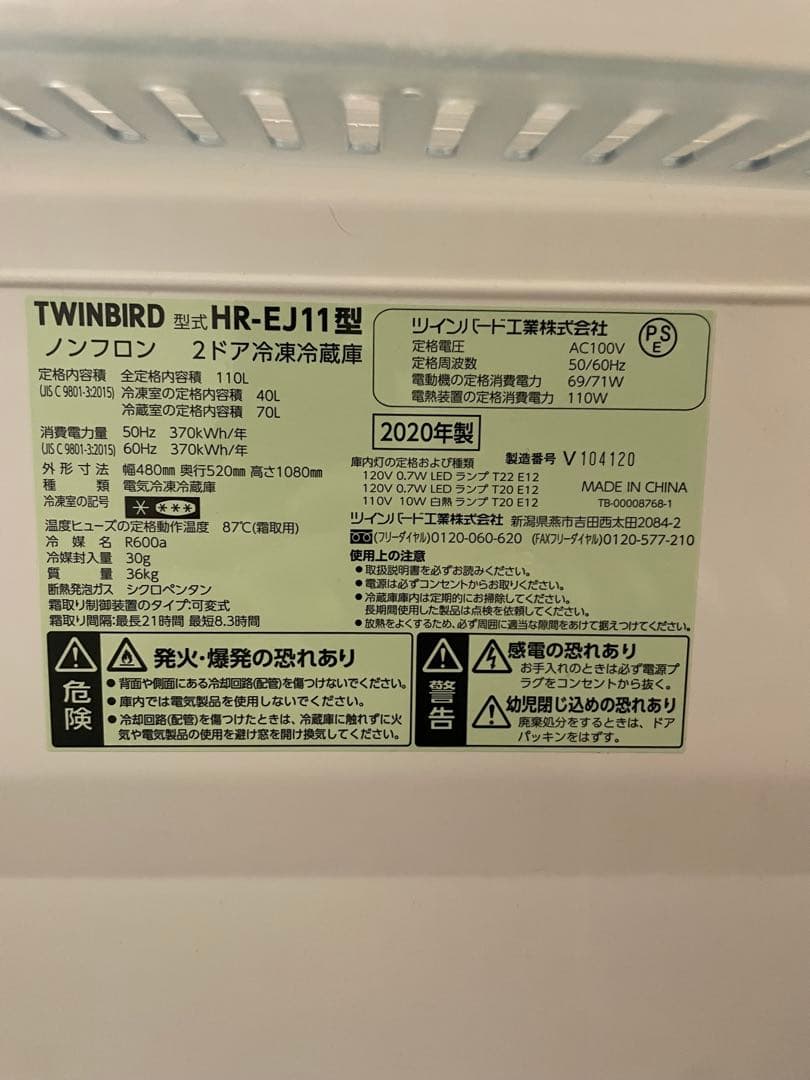 TWINBIRD 型式 HR-EJ11型
ノンフロン 2ドア冷凍冷蔵庫
定格内容積 全定格内容積 110L
(JIS C 9801-3:2015) 冷凍室の定格内容積 40L
冷蔵室の定格内容積 70L
消費電力量 50Hz 370kWh/年
(JIS C 9801-3:2015) 60Hz 370kWh/年
外形寸法 幅480mm 奥行520mm 高さ1080mm
種類 電気冷凍冷蔵庫
冷凍室の記号
温度ヒューズの定格動作温度 87℃(霜取用)
冷媒名 R600a
冷媒封入量 30g
質量 36kg
断熱発泡ガス シクロペンタン
霜取り制御装置のタイプ:可変式
霜取り間隔:最長21時間 最短8.3時間
ツインバード工業株式会社
PSE
定格電圧 AC100V
定格周波数 50/60Hz
電動機の定格消費電力 69/71W
電熱装置の定格消費電力 110W
2020年製
製造番号 V104120
庫内灯の定格および種類
120V 0.7W LED ランプ T22 E12
120V 0.7W LED ランプ T20 E12
110V 10W 白熱 ランプ T20 E12
MADE IN CHINA
TB-00008768-1
ツインバード工業株式会社 新潟県燕市吉田西太田2084-2
(フリーダイヤル)0120-060-620 (FAXフリーダイヤル)0120-577-210
使用上の注意
●取扱説明書を必ずお読みください。
●電源は必ずコンセントからお取りください。
●冷蔵庫庫内は定期的にお掃除してください。
長期間使用した製品は点検を依頼してください。
●放熱をよくするため、必ず周囲に適当な隙間をあけて据えつけてください。
危険
発火・爆発の恐れあり
●背面や側面にある冷却回路(配管)を傷つけないでください。
●庫内では電気製品を使用しないでください。
●冷却回路(配管)を傷つけたときは、冷蔵庫に触れずに火
気や電気製品の使用を避け窓を開け換気してください。
警告
感電の恐れあり
お手入れのときは必ず電源プ
ラグをコンセントから抜く。
幼児閉じ込めの恐れあり
廃棄処分をするときは、ドア
パッキンをはずす。